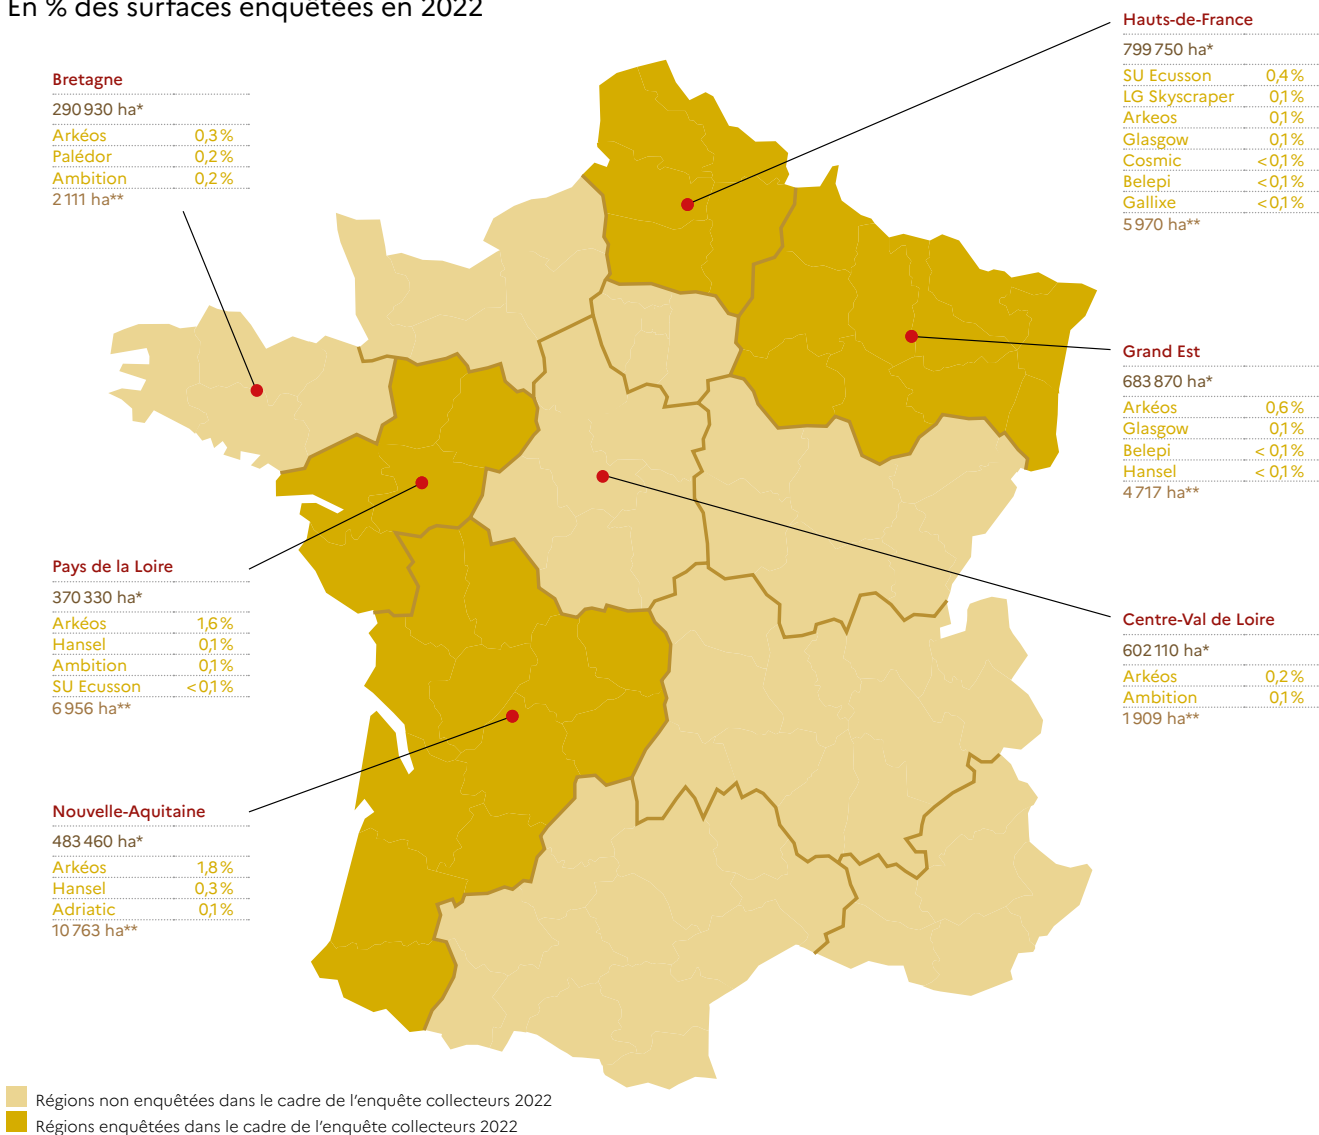 En % des surfaces enquêtées en 2022
Bretagne
290 930 ha*
Arkéos 0,3 %
Palédor 0,2 %
Ambition 0,2 %
2 111 ha**
Hauts-de-France
799 750 ha*
SU Ecusson 0,4 %
LG Skyscraper 0,1 %
Arkeos 0,1 %
Glasgow 0,1 %
Cosmic < 0,1 %
Belepi < 0,1 %
Gallixe < 0,1 %
5 970 ha**
Grand Est
683 870 ha*
Arkéos 0,6 %
Glasgow 0,1 %
Belepi < 0,1 %
Hansel < 0,1 %
4 717 ha**
Pays de la Loire
370 330 ha*
Arkéos 1,6 %
Hansel 0,1 %
Ambition 0,1 %
SU Ecusson < 0,1 %
6 956 ha**
Centre-Val de Loire
602 110 ha*
Arkéos 0,2 %
Ambition 0,1 %
1 909 ha**
Nouvelle-Aquitaine
483 460 ha*
Arkéos 1,8 %
Hansel 0,3 %
Adriatic 0,1 %
10 763 ha**
Régions non enquêtées dans le cadre de l'enquête collecteurs 2022
Régions enquêtées dans le cadre de l'enquête collecteurs 2022